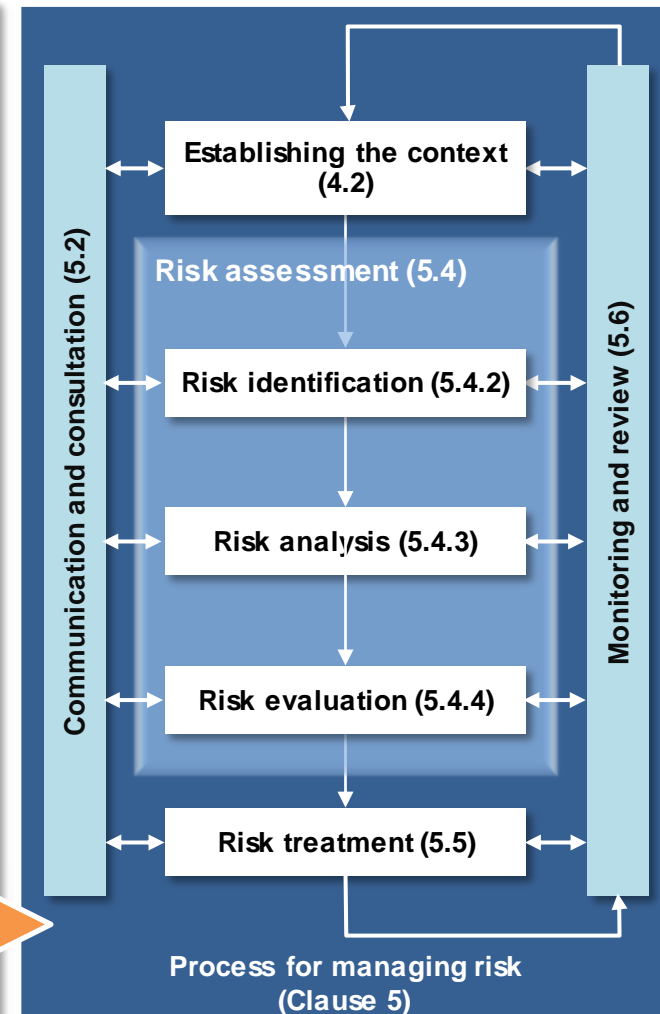 Establishing the context
(4.2)
Risk assessment (5.4)
Risk identification (5.4.2)
Risk analysis (5.4.3)
Risk evaluation (5.4.4)
Risk treatment (5.5)
Communication and consultation (5.2)
Monitoring and review (5.6)
Process for managing risk
(Clause 5)